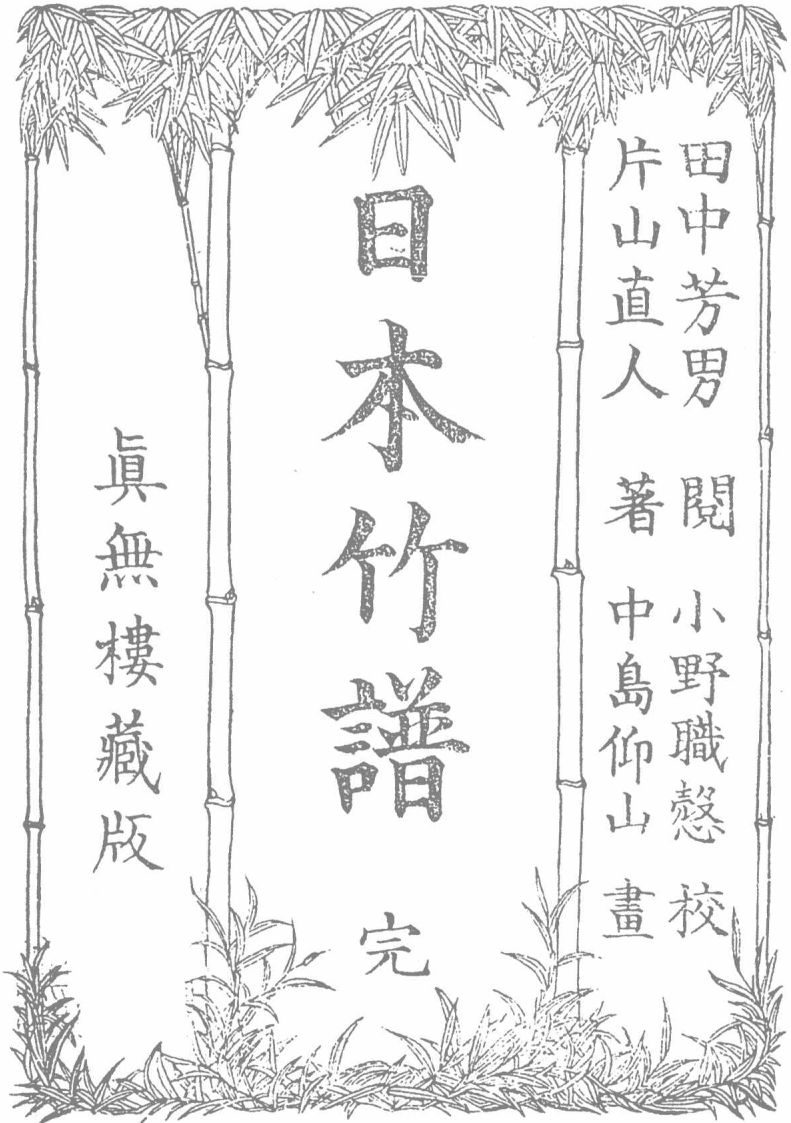 田中芳男 閲 小野職愨 校
片山直人 著 中島仰山 畫
日本竹譜 完
眞無樓藏版